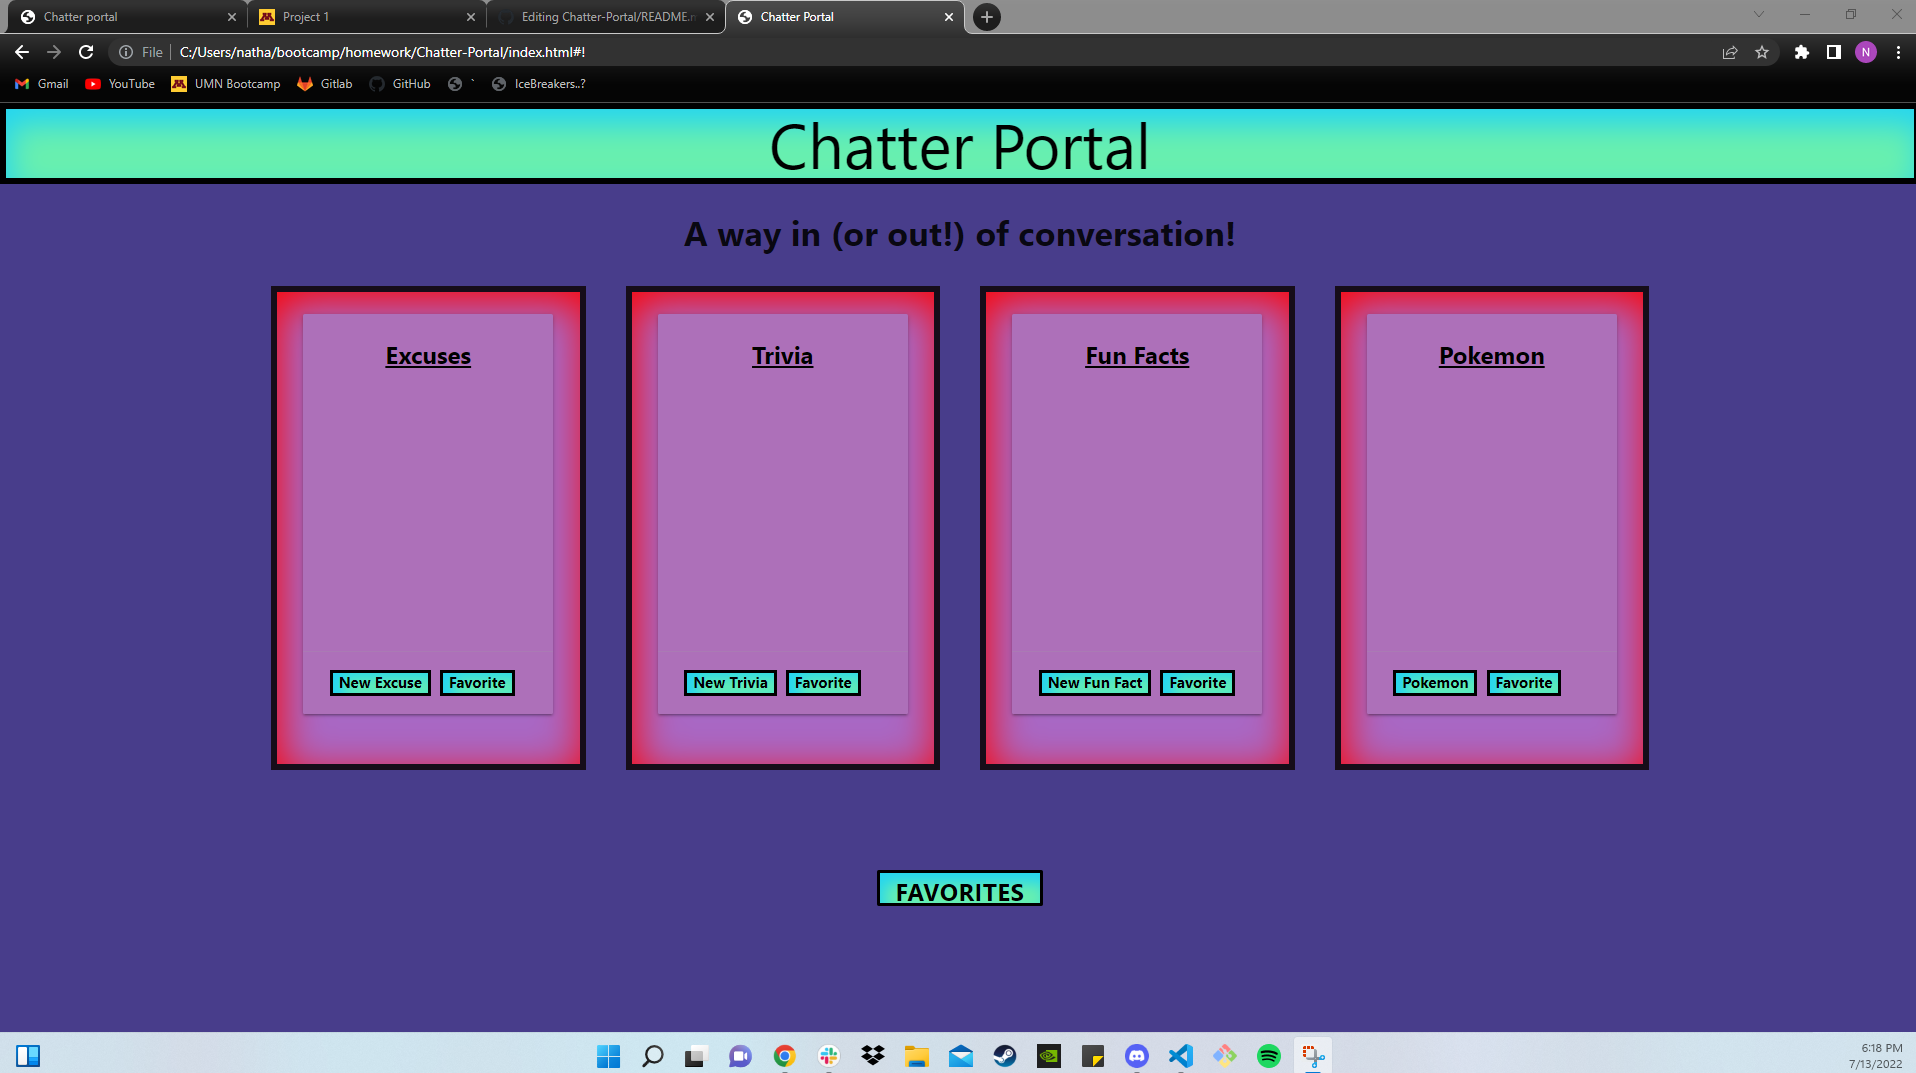 Chatter portal
Project 1
Editing Chatter-Portal/README.m
Chatter Portal
File
C:/Users/natha/bootcamp/homework/Chatter-Portal/index.html#!
N
Gmail
YouTube
UMN Bootcamp
Gitlab
GitHub
`
IceBreakers..?
Chatter Portal
A way in (or out!) of conversation!
Excuses
Trivia
Fun Facts
Pokemon
New Excuse
Favorite
New Trivia
Favorite
New Fun Fact
Favorite
Pokemon
Favorite
FAVORITES
6:18 PM
7/13/2022